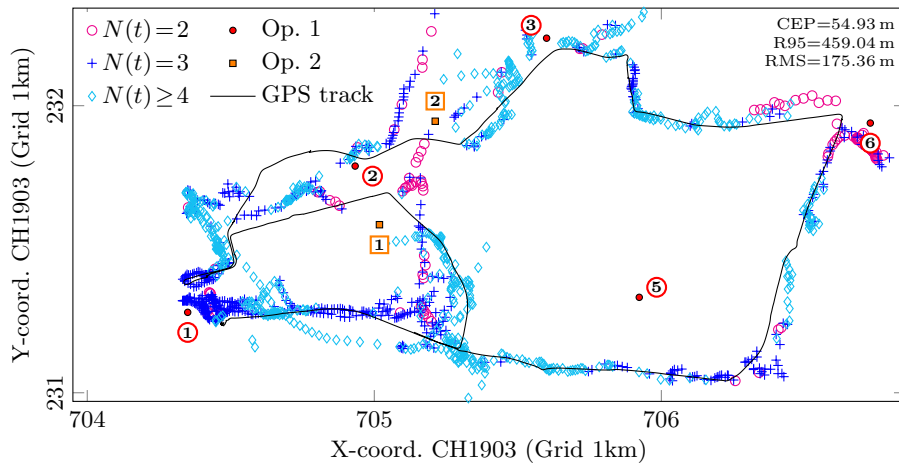 N(t)=2
Op. 1
N(t)=3
Op. 2
N(t)≥4
GPS track
CEP=54.93 m
R95=459.04 m
RMS=175.36 m
3
2
6
2
1
5
1
232
231
704
705
706
Y-coord. CH1903 (Grid 1km)
X-coord. CH1903 (Grid 1km)